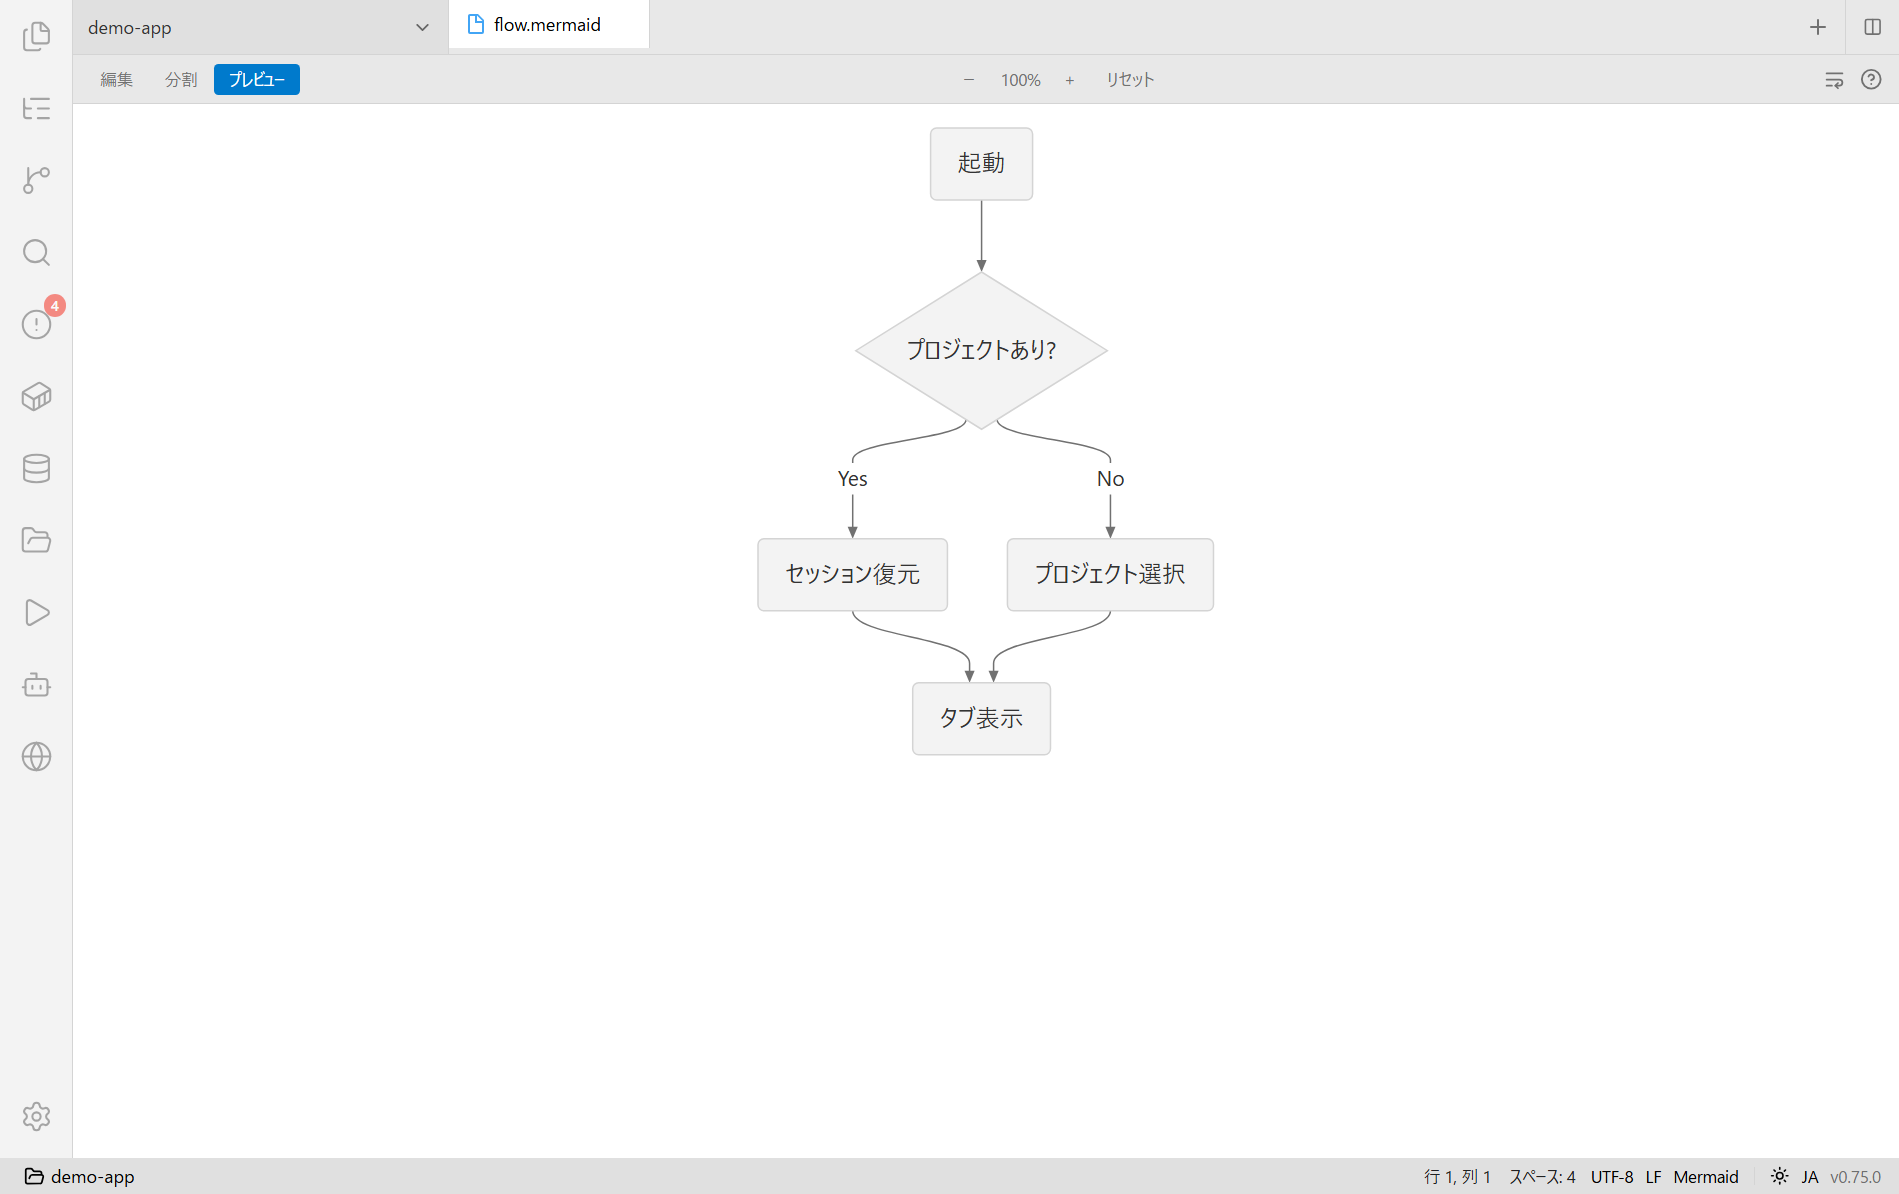 demo-app
flow.mermaid
編集
分割
プレビュー
− 100% + リセット
4
起動
プロジェクトあり?
Yes
No
セッション復元
プロジェクト選択
タブ表示
demo-app
行 1, 列 1
スペース: 4
UTF-8
LF
Mermaid
JA
v0.75.0